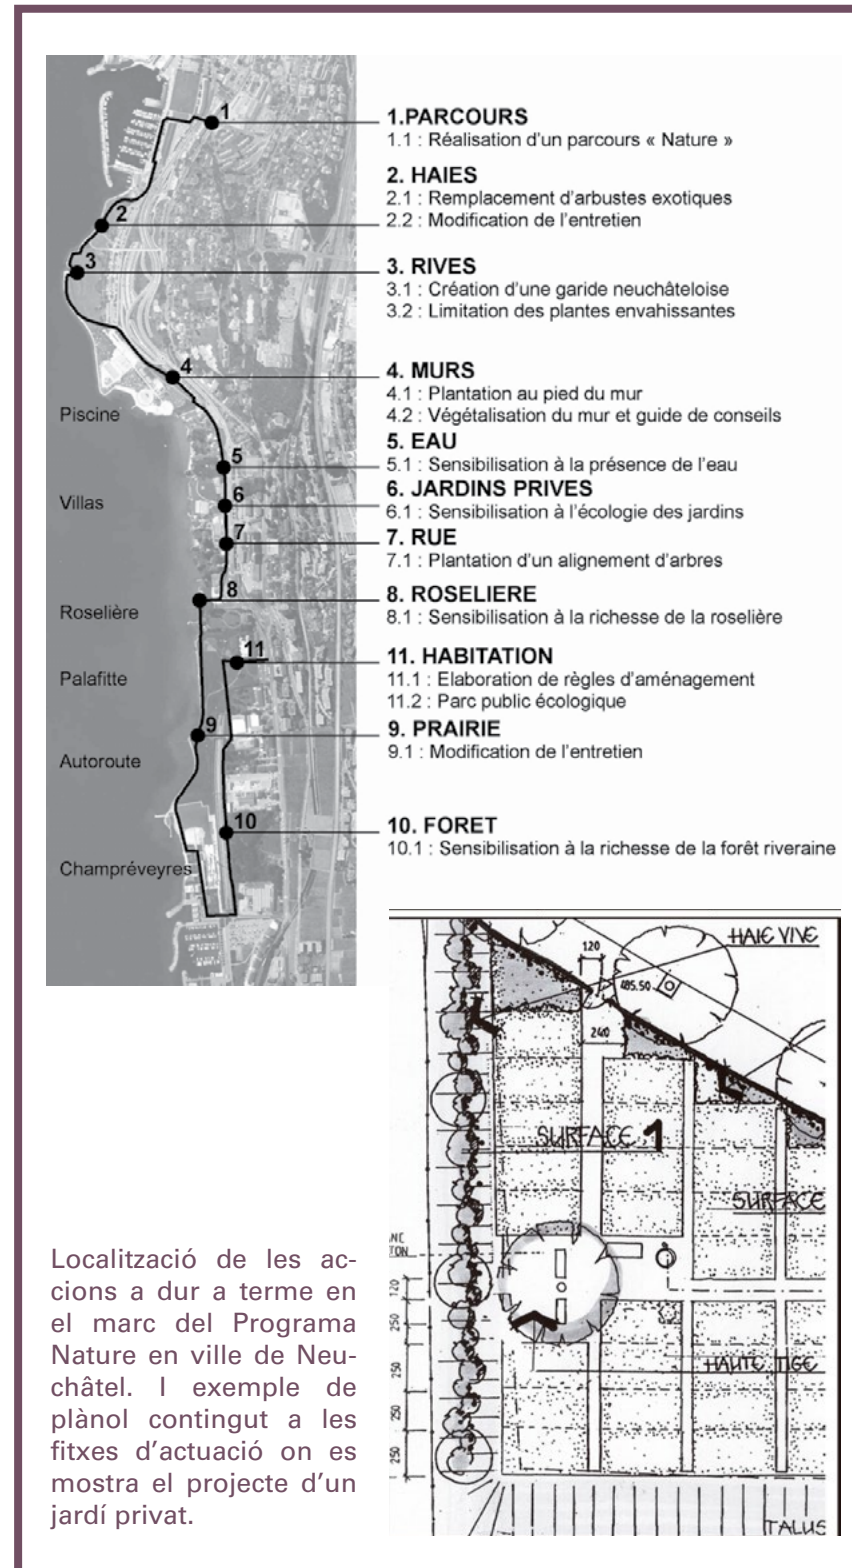 1
2
3
4
5
6
7
8
11
9
10
Piscine
Villas
Roselière
Palafitte
Autoroute
Champréveyres
1.PARCOURS
1.1 : Réalisation d'un parcours « Nature »
2. HAIES
2.1 : Remplacement d'arbustes exotiques
2.2 : Modification de l'entretien
3. RIVES
3.1 : Création d'une garide neuchâteloise
3.2 : Limitation des plantes envahissantes
4. MURS
4.1 : Plantation au pied du mur
4.2 : Végétalisation du mur et guide de conseils
5. EAU
5.1 : Sensibilisation à la présence de l'eau
6. JARDINS PRIVES
6.1 : Sensibilisation à l'écologie des jardins
7. RUE
7.1 : Plantation d'un alignement d'arbres
8. ROSELIERE
8.1 : Sensibilisation à la richesse de la roselière
11. HABITATION
11.1 : Elaboration de règles d'aménagement
11.2 : Parc public écologique
9. PRAIRIE
9.1 : Modification de l'entretien
10. FORET
10.1 : Sensibilisation à la richesse de la forêt riveraine
HAIE VIVE
120
485.50
240
SURFACE 1
SURFACE
120
250
250
250
250
HAUTE TIGE
TALUS
Localització de les ac-
cions a dur a terme en
el marc del Programa
Nature en ville de Neu-
châtel. I exemple de
plànol contingut a les
fitxes d'actuació on es
mostra el projecte d'un
jardí privat.